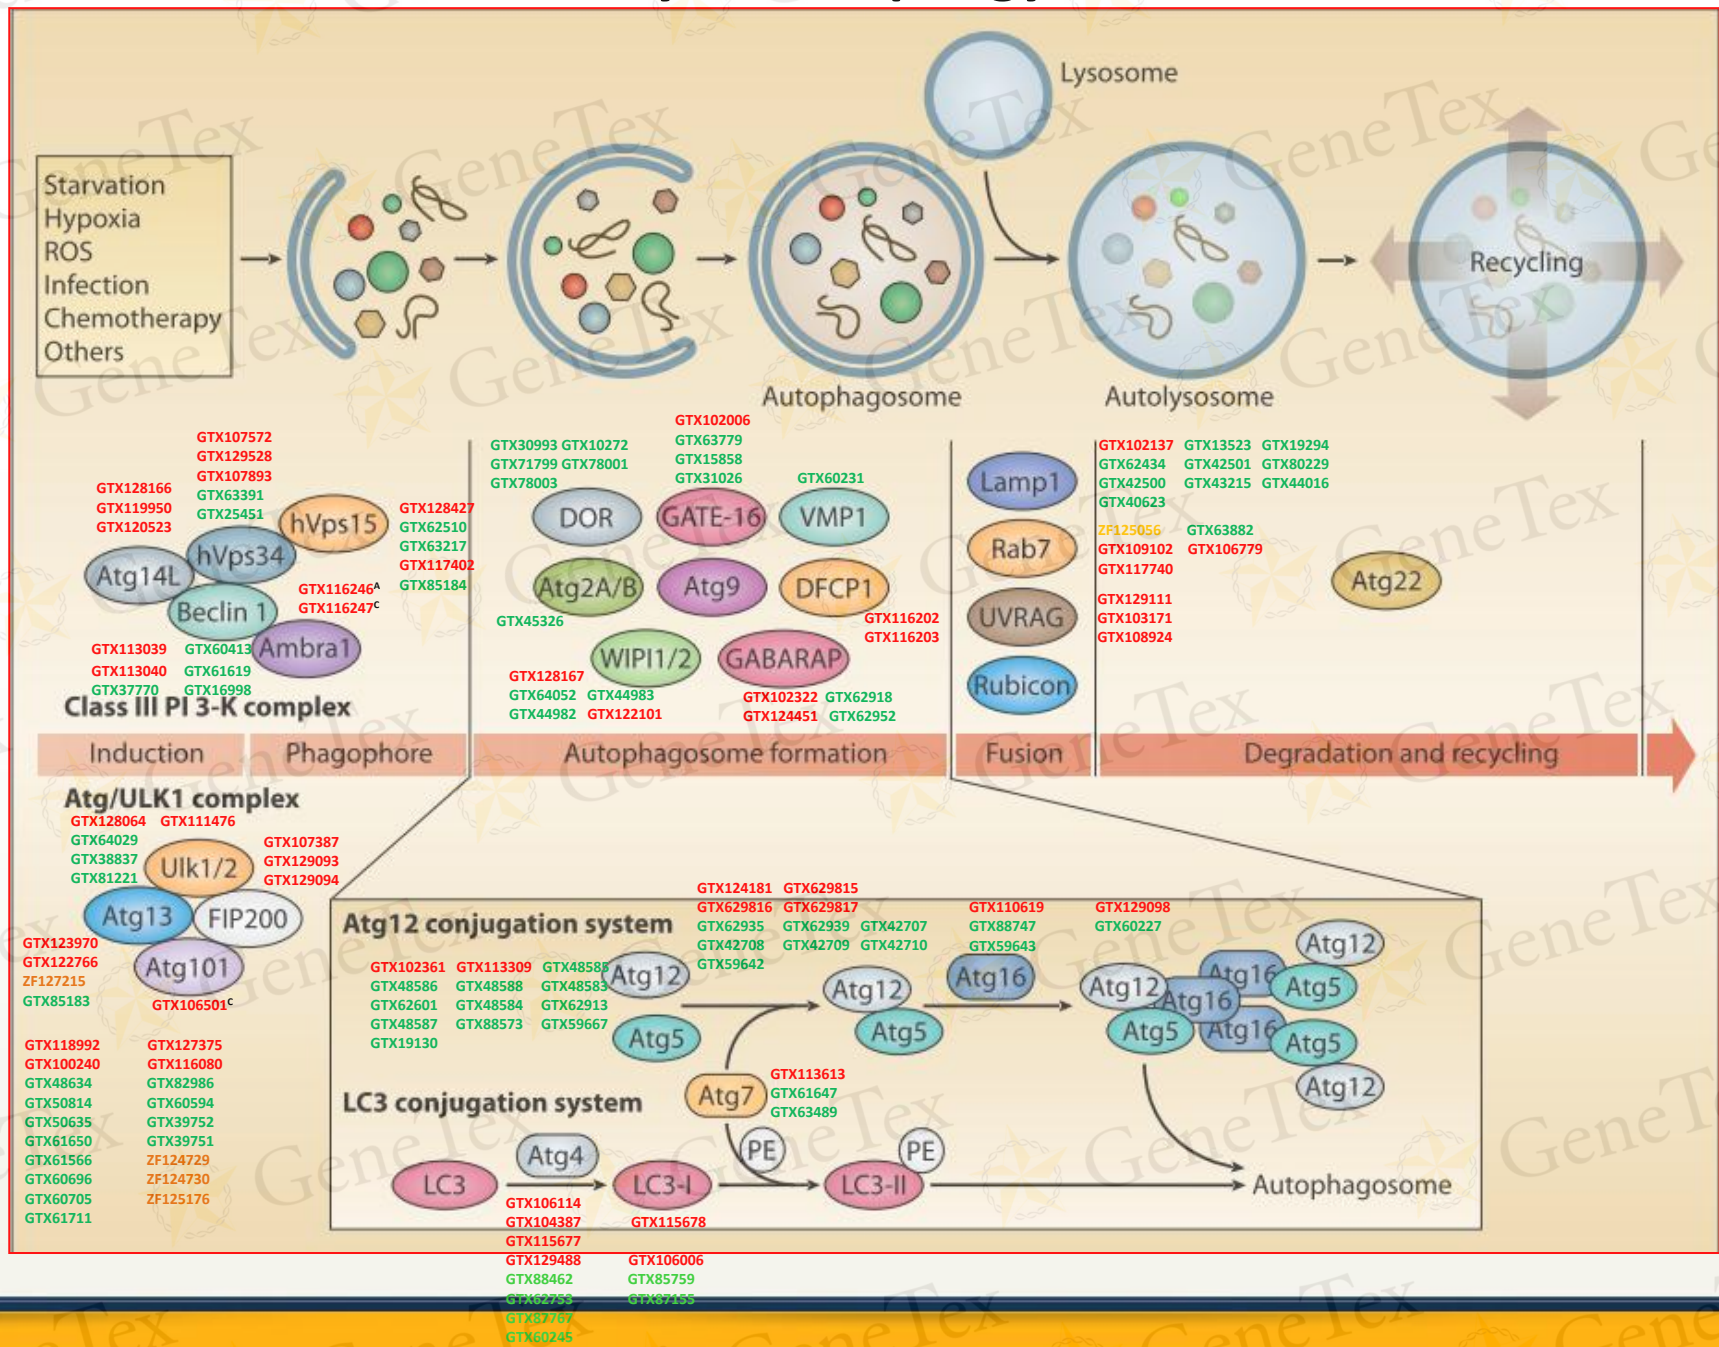 Lysosome
Starvation
Hypoxia
ROS
Infection
Chemotherapy
Others
Recycling
Autophagosome
Autolysosome
GTX107572
GTX129528
GTX107893
GTX63391
GTX25451
GTX128166
GTX119950
GTX120523
hVps15
hVps34
Atg14L
Beclin 1
Ambra1
GTX128427
GTX62510
GTX63217
GTX117402
GTX85184
GTX116246A
GTX116247C
GTX113039 GTX60413
GTX113040 GTX61619
GTX37770 GTX16998
Class III PI 3-K complex
GTX30993 GTX10272
GTX71799 GTX78001
GTX78003
GTX102006
GTX63779
GTX15858
GTX31026
GTX60231
DOR
GATE-16
VMP1
Atg2A/B
Atg9
DFCP1
GTX45326
GTX116202
GTX116203
WIPI1/2
GABARAP
GTX128167
GTX64052 GTX44983
GTX44982 GTX122101
GTX102322 GTX62918
GTX124451 GTX62952
Lamp1
Rab7
UVRAG
Rubicon
GTX102137 GTX13523 GTX19294
GTX62434 GTX42501 GTX80229
GTX42500 GTX43215 GTX44016
GTX40623
ZF125056 GTX63882
GTX109102 GTX106779
GTX117740
GTX129111
GTX103171
GTX108924
Atg22
Induction
Phagophore
Autophagosome formation
Fusion
Degradation and recycling
Atg/ULK1 complex
GTX128064 GTX111476
GTX64029
GTX38837
GTX81221
GTX107387
GTX129093
GTX129094
Ulk1/2
Atg13
FIP200
Atg101
GTX123970
GTX122766
ZF127215
GTX85183
GTX106501C
GTX118992 GTX127375
GTX100240 GTX116080
GTX48634 GTX82986
GTX50814 GTX60594
GTX50635 GTX39752
GTX61650 GTX39751
GTX61566 ZF124729
GTX60696 ZF124730
GTX60705 ZF125176
GTX61711
Atg12 conjugation system
GTX124181 GTX629815
GTX629816 GTX629817
GTX62935 GTX62939 GTX42707
GTX42708 GTX42709 GTX42710
GTX59642
GTX110619
GTX88747
GTX59643
GTX129098
GTX60227
GTX102361 GTX113309 GTX48585
GTX48586 GTX48588 GTX48583
GTX62601 GTX48584 GTX62913
GTX48587 GTX88573 GTX59667
GTX19130
Atg12
Atg5
Atg12
Atg5
Atg16
Atg12
Atg5
Atg16
Atg16
Atg16
Atg12
Atg5
Atg5
Atg12
Atg7
GTX113613
GTX61647
GTX63489
LC3 conjugation system
LC3
Atg4
LC3-I
PE
LC3-II
PE
Autophagosome
GTX106114
GTX104387
GTX115677
GTX129488
GTX88462
GTX62753
GTX87767
GTX60245
GTX115678
GTX106006
GTX85759
GTX87155
GeneTex